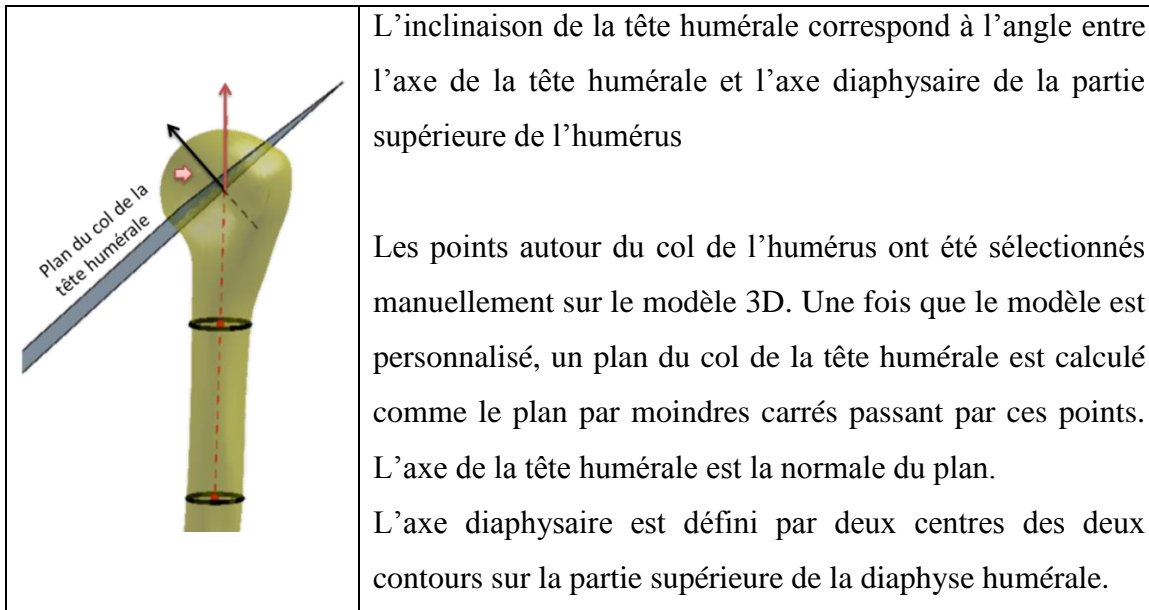 Plan du col de la
tête humérale
L’inclinaison de la tête humérale correspond à l’angle entre
l’axe de la tête humérale et l’axe diaphysaire de la partie
supérieure de l’humérus
Les points autour du col de l’humérus ont été sélectionnés
manuellement sur le modèle 3D. Une fois que le modèle est
personnalisé, un plan du col de la tête humérale est calculé
comme le plan par moindres carrés passant par ces points.
L’axe de la tête humérale est la normale du plan.
L’axe diaphysaire est défini par deux centres des deux
contours sur la partie supérieure de la diaphyse humérale.